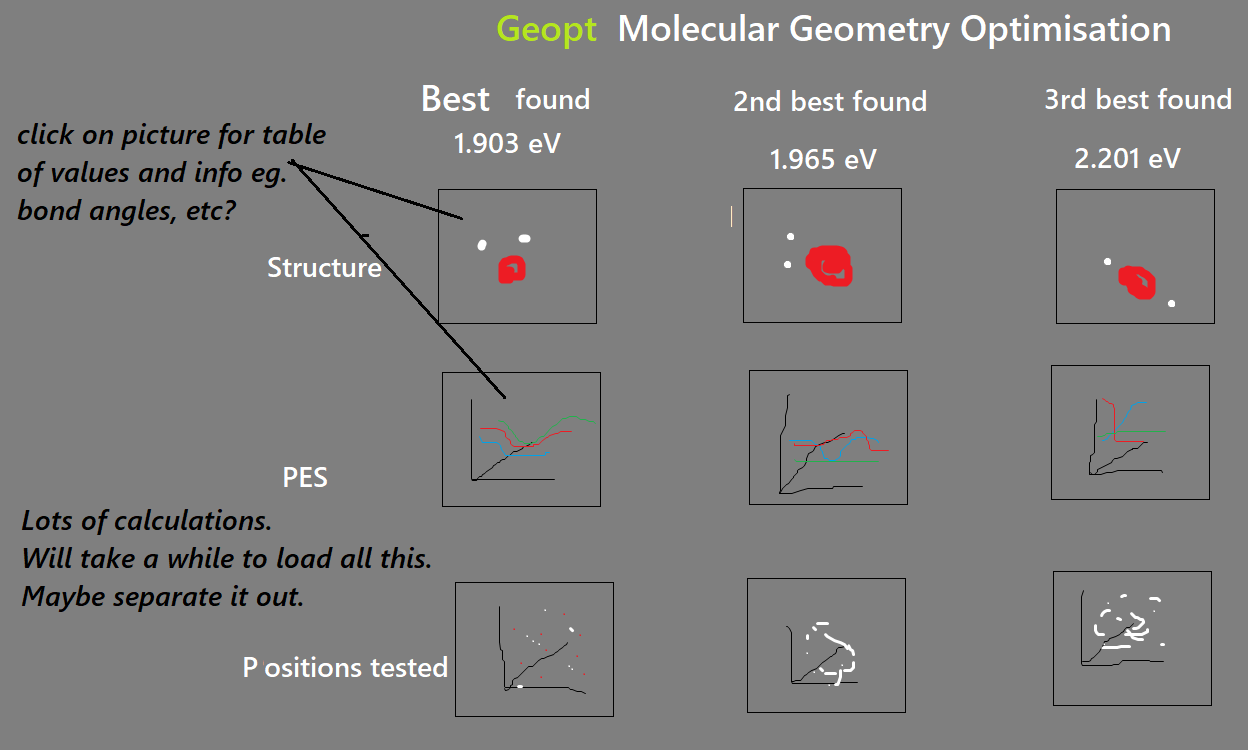 Geopt Molecular Geometry Optimisation
Best found
2nd best found
3rd best found
1.903 eV
1.965 eV
2.201 eV
click on picture for table
of values and info eg.
bond angles, etc?
Structure
PES
Lots of calculations.
Will take a while to load all this.
Maybe separate it out.
P ositions tested